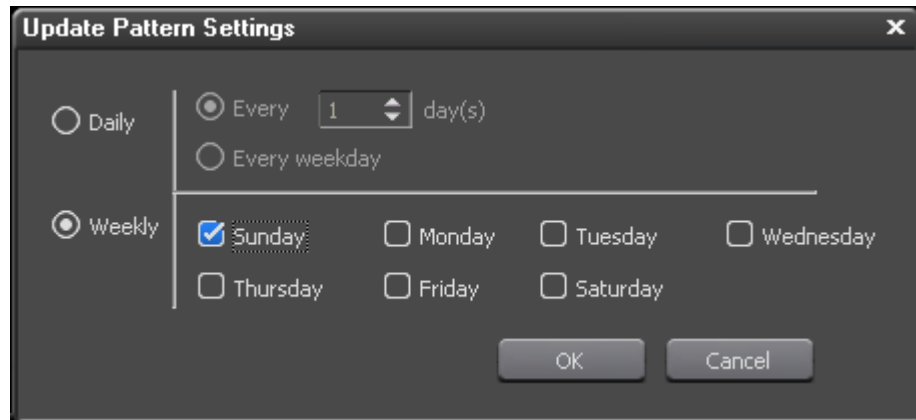 Update Pattern Settings
Daily
Every 1 day(s)
Every weekday
Weekly
Sunday Monday Tuesday Wednesday
Thursday Friday Saturday
OK Cancel